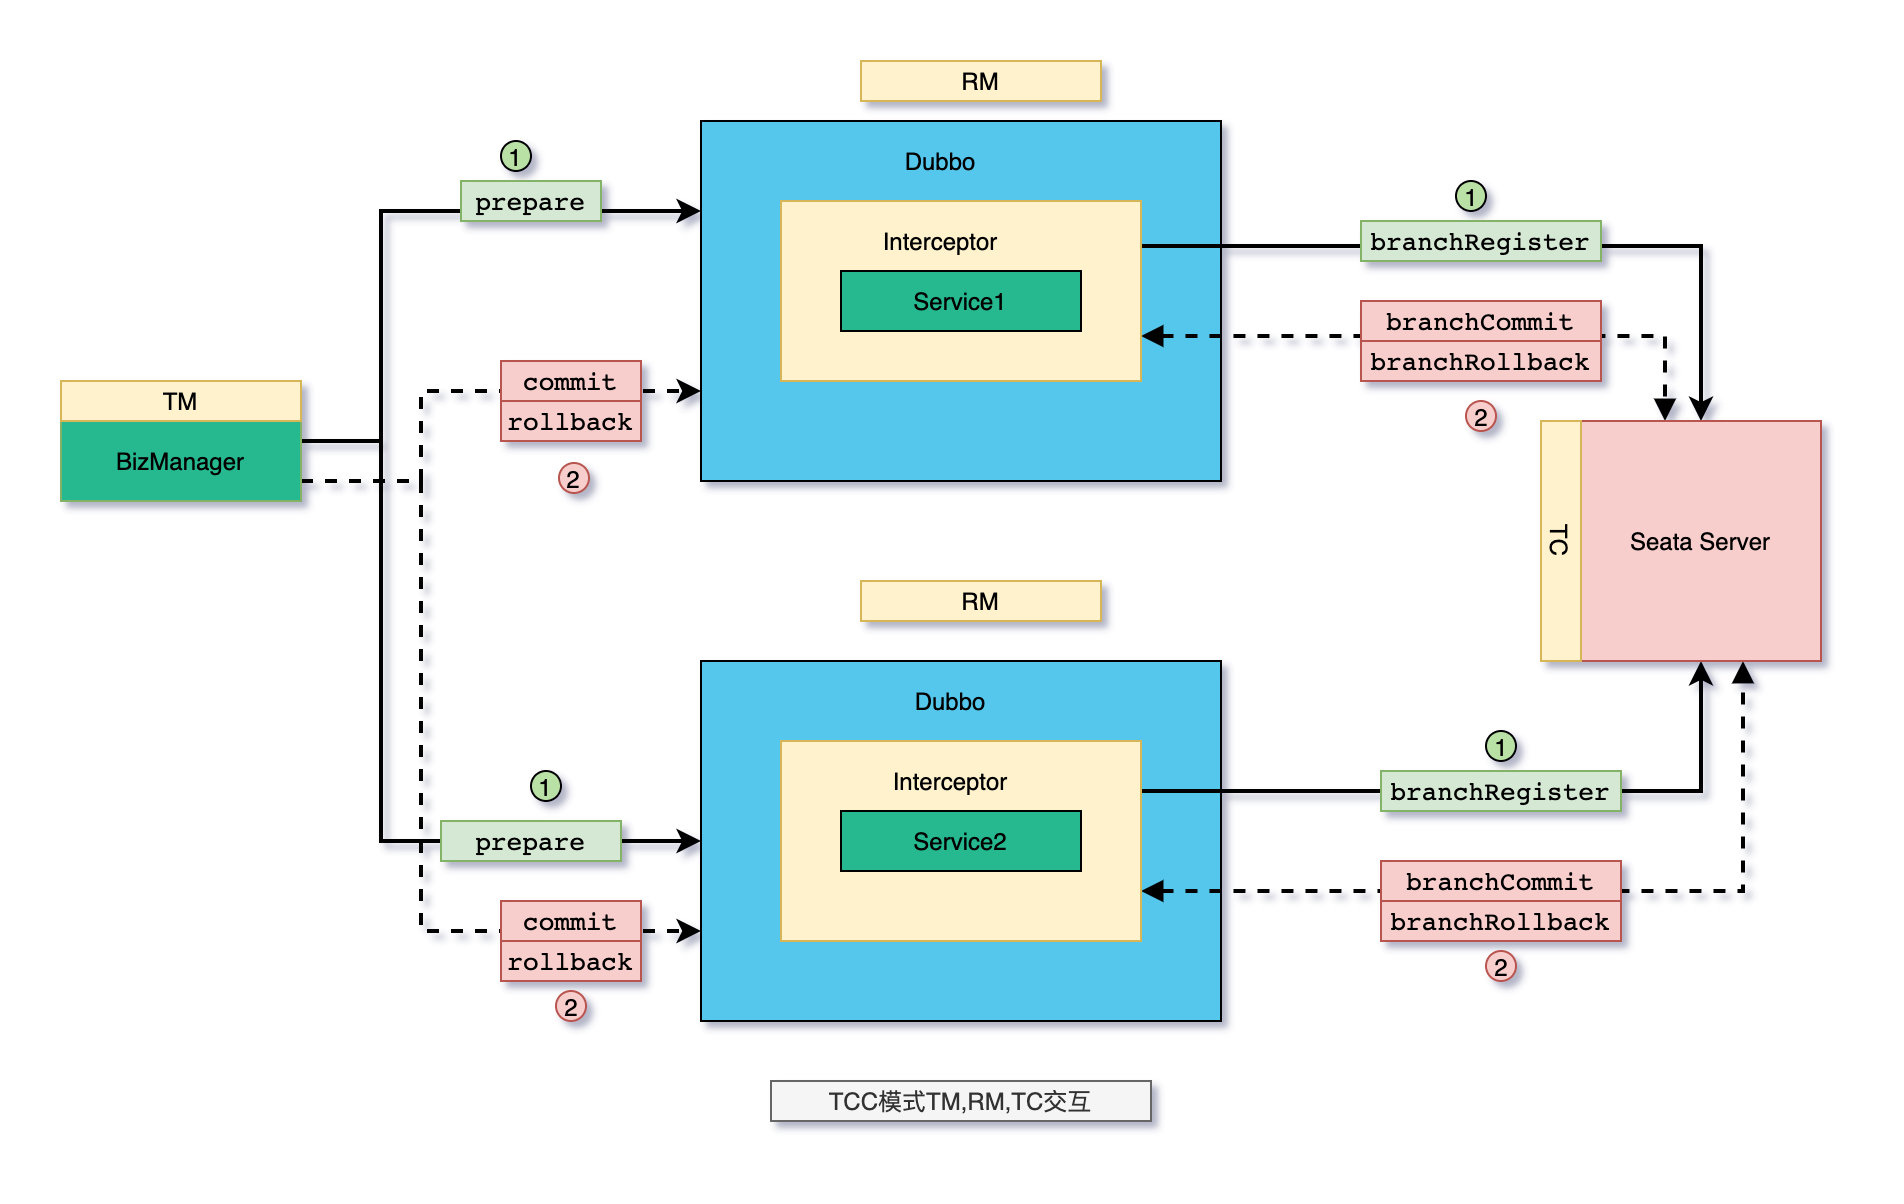 RM
1
prepare
Dubbo
Interceptor
Service1
1
branchRegister
branchCommit
branchRollback
2
commit
rollback
2
TM
BizManager
TC
Seata Server
RM
Dubbo
Interceptor
Service2
1
prepare
commit
rollback
2
1
branchRegister
branchCommit
branchRollback
2
TCC模式TM,RM,TC交互